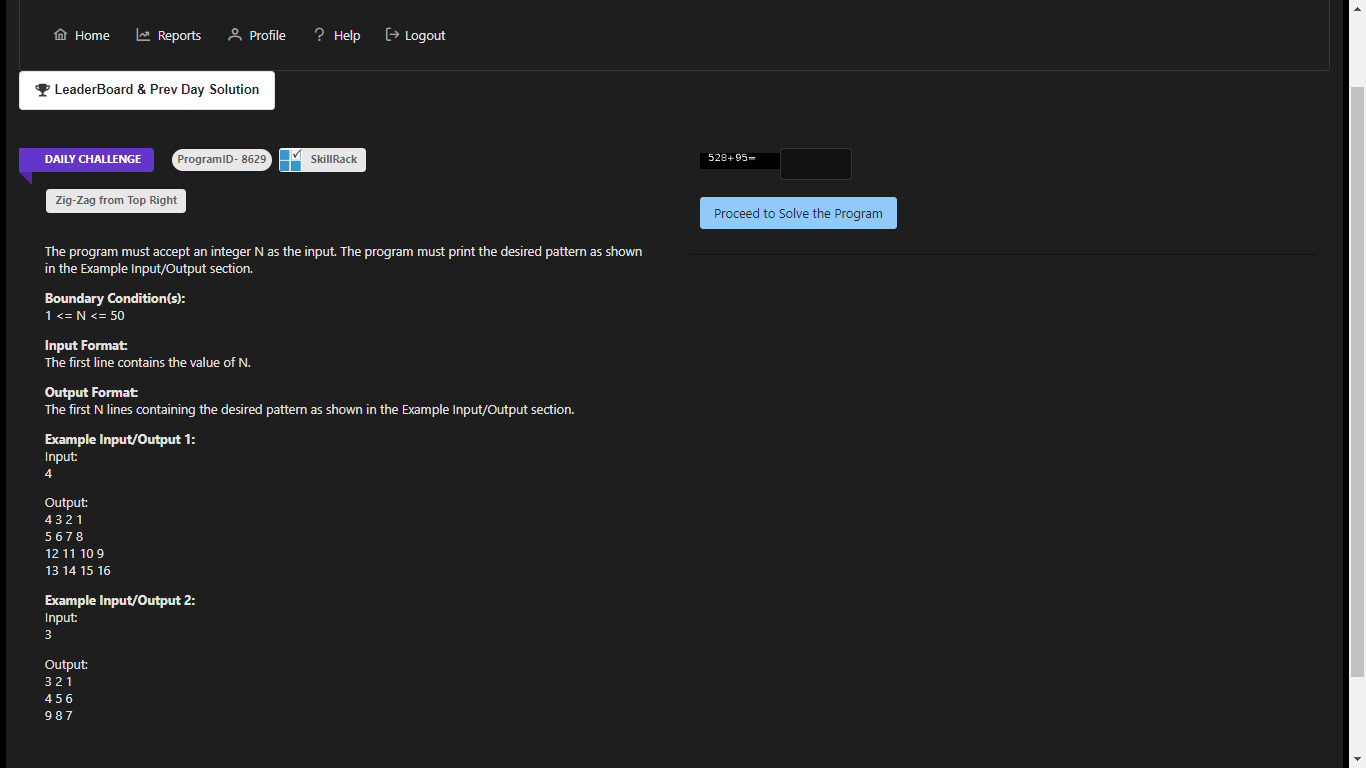 Home Reports Profile Help Logout
LeaderBoard & Prev Day Solution
DAILY CHALLENGE ProgramID- 8629 SkillRack
Zig-Zag from Top Right
The program must accept an integer N as the input. The program must print the desired pattern as shown
in the Example Input/Output section.
Boundary Condition(s):
1 <= N <= 50
Input Format:
The first line contains the value of N.
Output Format:
The first N lines containing the desired pattern as shown in the Example Input/Output section.
Example Input/Output 1:
Input:
4
Output:
4 3 2 1
5 6 7 8
12 11 10 9
13 14 15 16
Example Input/Output 2:
Input:
3
Output:
3 2 1
4 5 6
9 8 7
528+95=
Proceed to Solve the Program